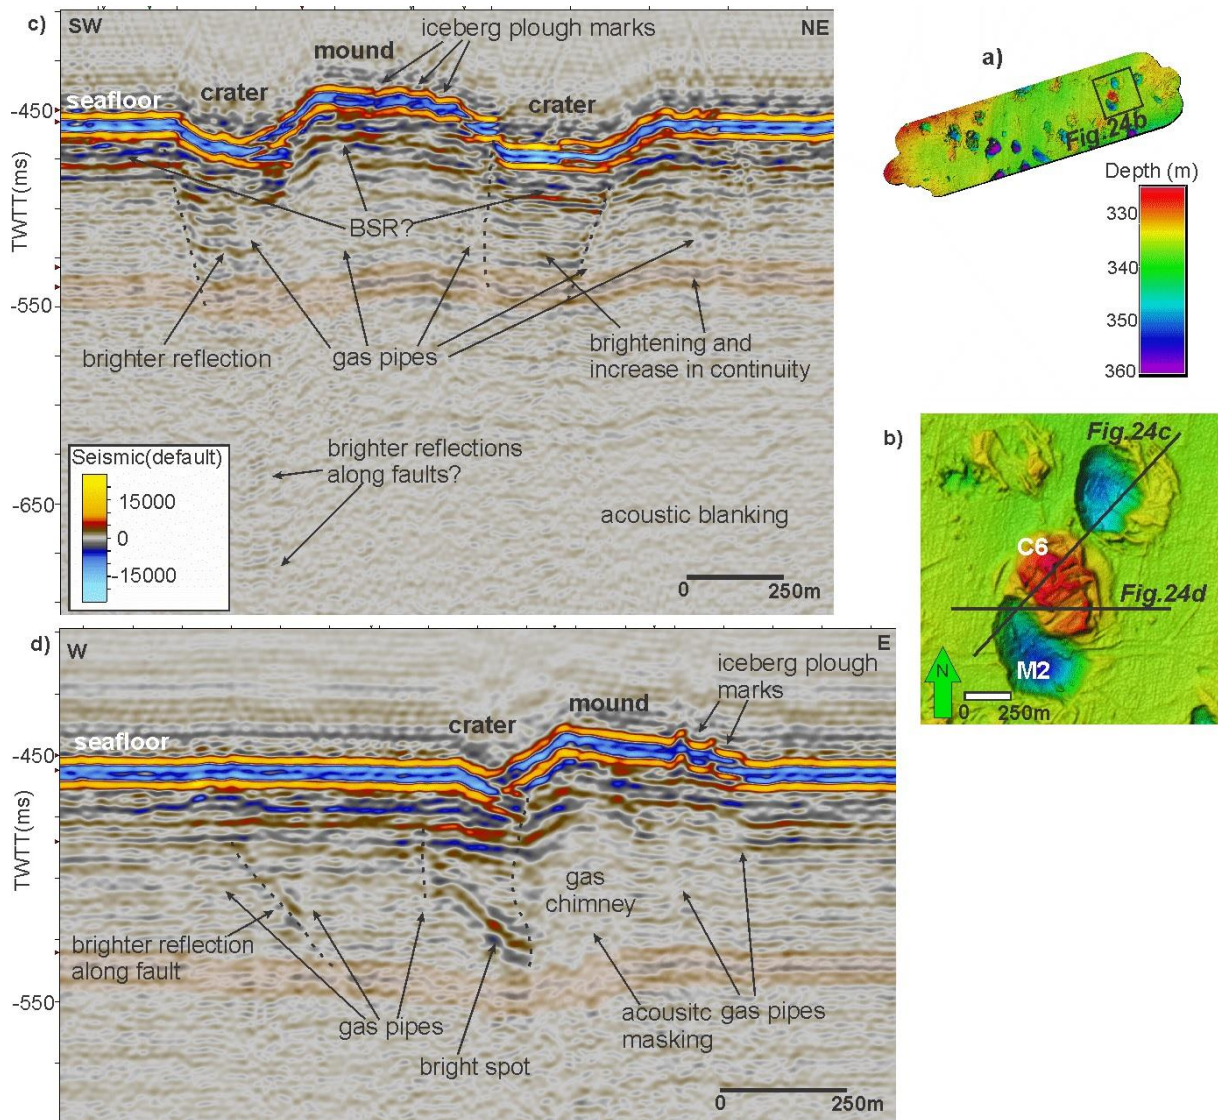 c)
SW
NE
iceberg plough marks
mound
crater
crater
seafloor
-450
TWTT(ms)
BSR?
-550
brighter reflection
gas pipes
brightening and
increase in continuity
brighter reflections
along faults?
-650
acoustic blanking
Seismic(default)
15000
0
-15000
0
250m
a)
Fig.24b
Depth (m)
330
340
350
360
b)
Fig.24c
C6
Fig.24d
M2
N
0
250m
d)
W
E
iceberg plough
marks
mound
crater
seafloor
-450
TWTT(ms)
gas
chimney
brighter reflection
along fault
-550
gas pipes
acousitc
masking
gas pipes
bright spot
0
250m